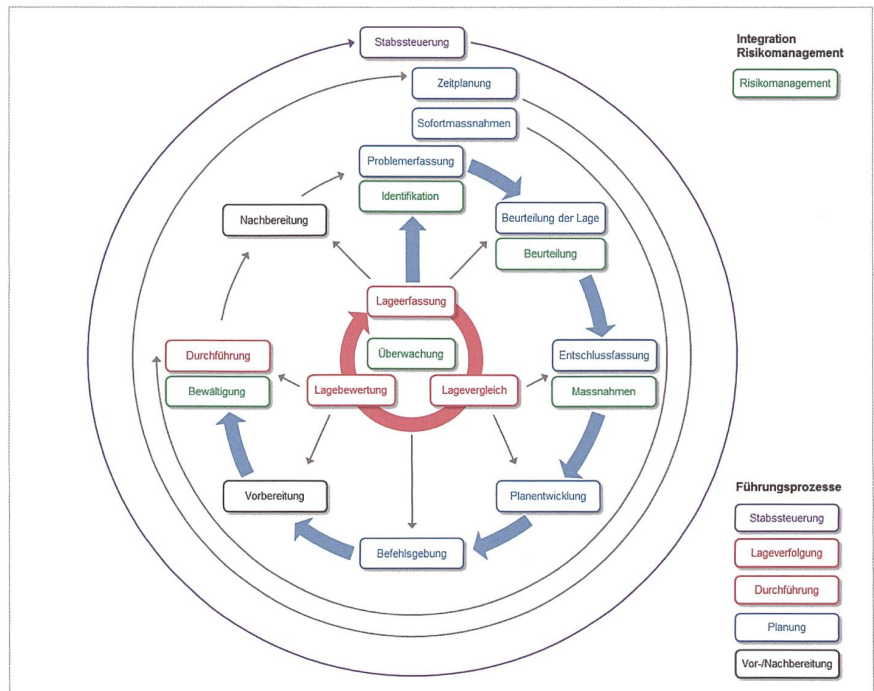 Stabssteuerung
Zeitplanung
Sofortmassnahmen
Problemerfassung
Identifikation
Nachbereitung
Beurteilung der Lage
Beurteilung
Lageerfassung
Überwachung
Durchführung
Bewältigung
Lagebewertung
Lagevergleich
Entschlussfassung
Massnahmen
Vorbereitung
Planentwicklung
Befehlsgebung
Integration
Risikomanagement
Risikomanagement
Führungsprozesse
Stabssteuerung
Lageverfolgung
Durchführung
Planung
Vor-/Nachbereitung